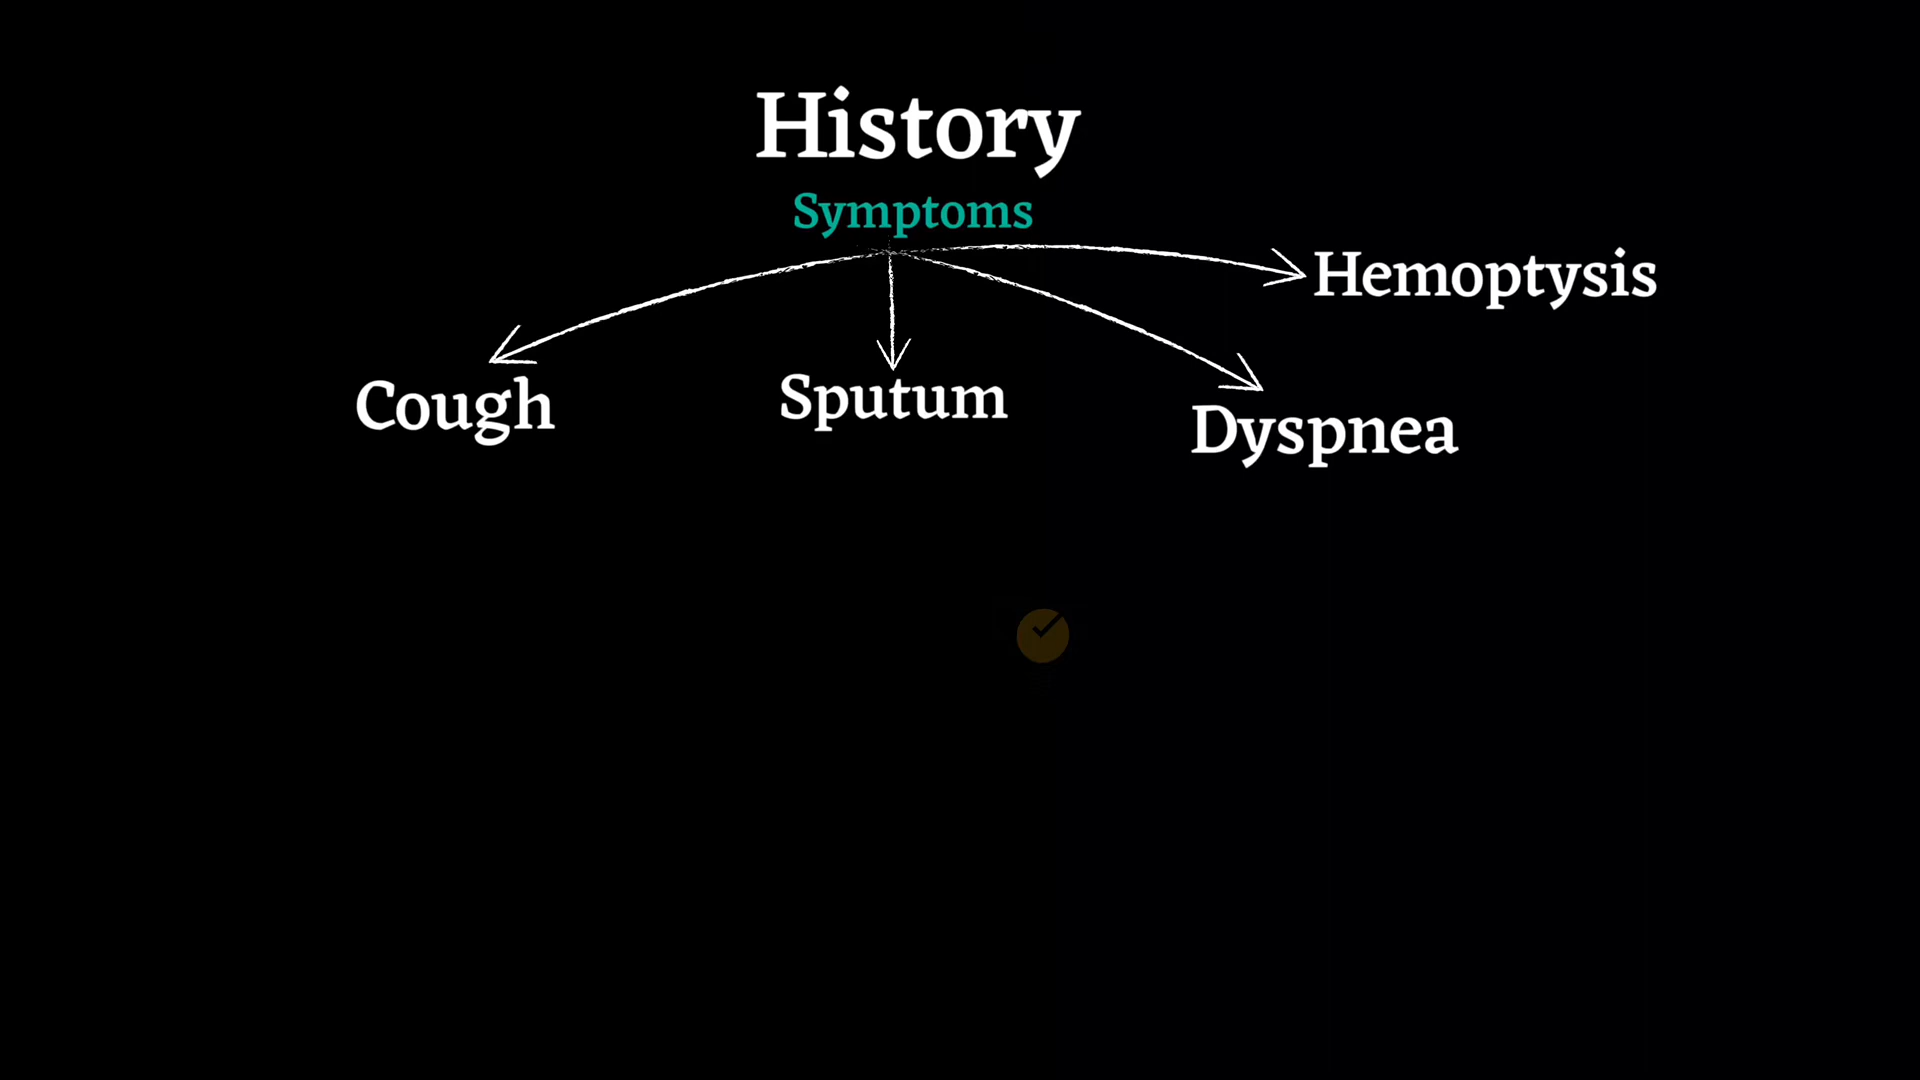 History
Symptoms
Hemoptysis
Cough
Sputum
Dyspnea